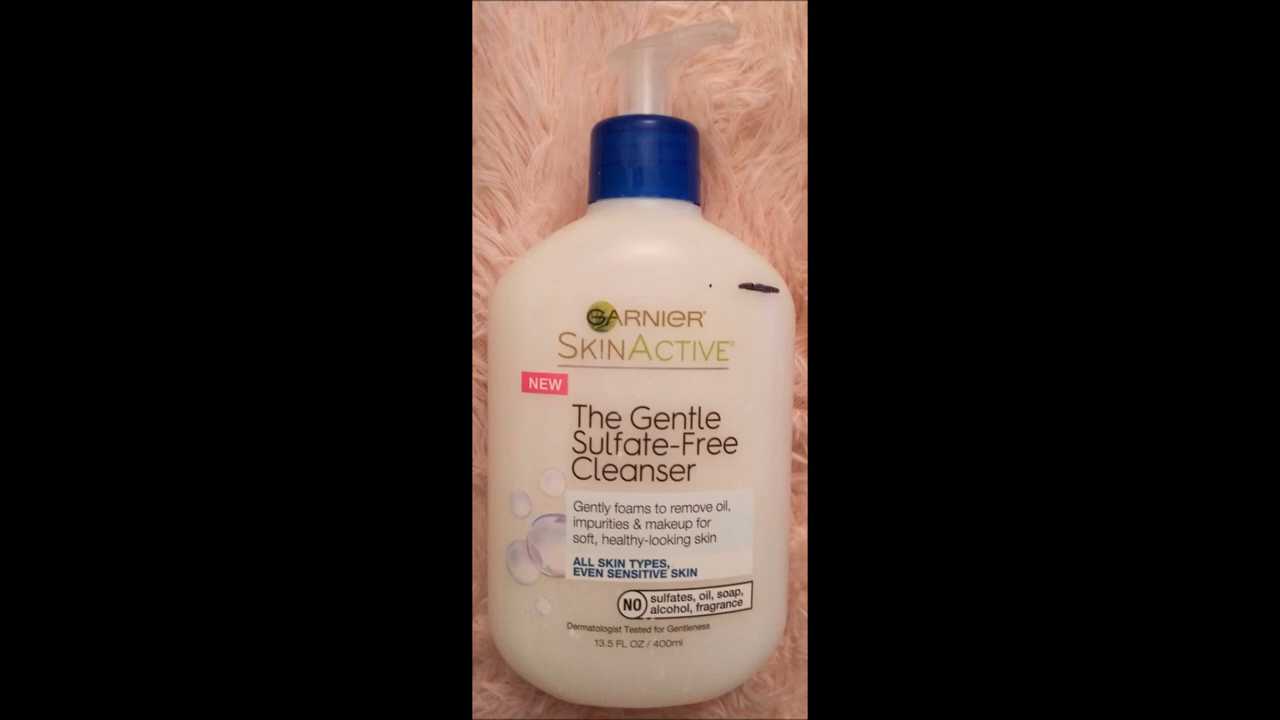 GARNIER
SKINACTIVE
NEW
The Gentle
Sulfate-Free
Cleanser
Gently foams to remove oil,
impurities & makeup for
soft, healthy-looking skin
ALL SKIN TYPES,
EVEN SENSITIVE SKIN
NO sulfates, oil, soap,
alcohol, fragrance
Dermatologist Tested for Gentleness
13.5 FL OZ / 400ml